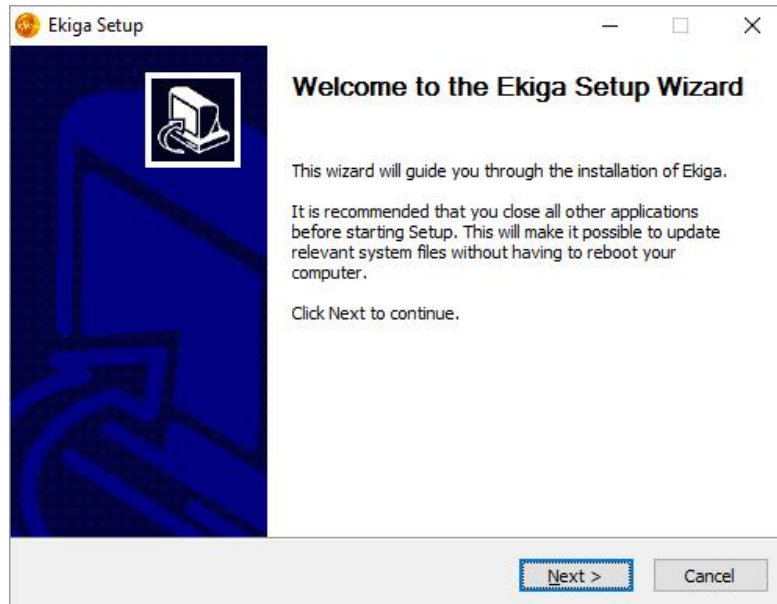 Ekiga Setup
Welcome to the Ekiga Setup Wizard
This wizard will guide you through the installation of Ekiga.
It is recommended that you close all other applications
before starting Setup. This will make it possible to update
relevant system files without having to reboot your
computer.
Click Next to continue.
Next >
Cancel